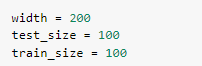 width = 200
test_size = 100
train_size = 100